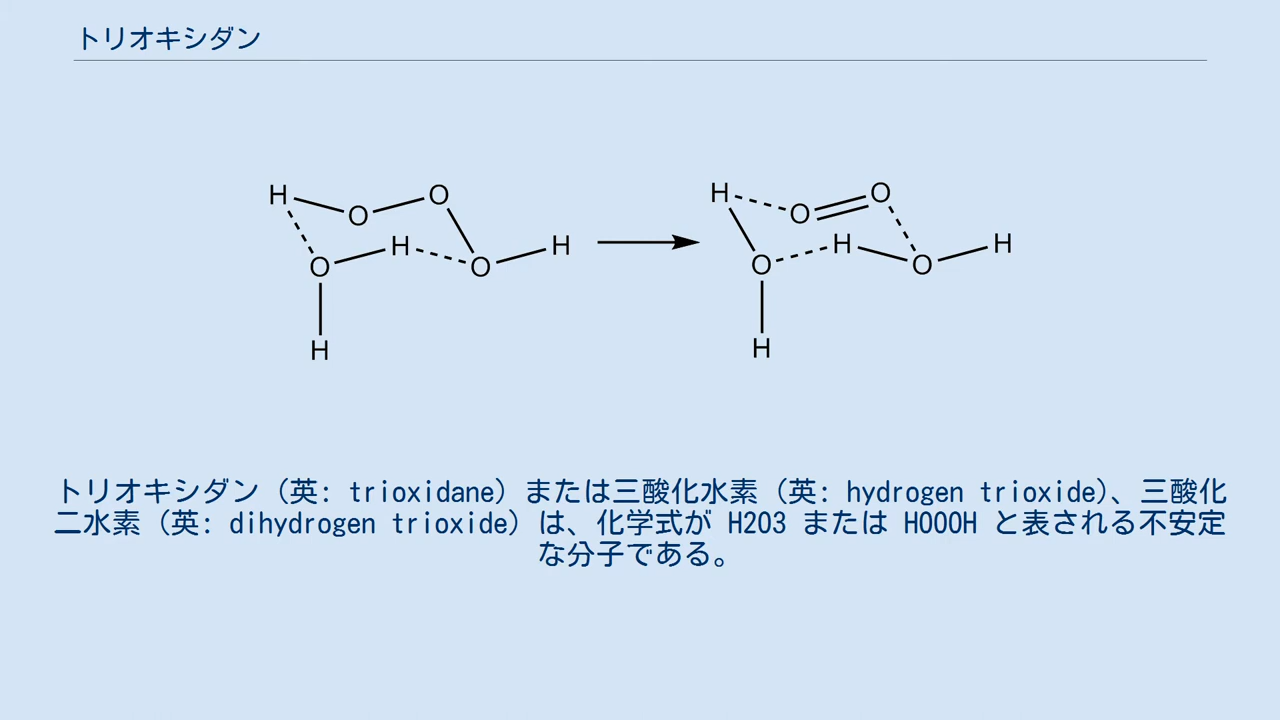 トリオキシダン
H O O H O H O H
H O O H O H O H
トリオキシダン（英: trioxidane）または三酸化水素（英: hydrogen trioxide）、三酸化
二水素（英: dihydrogen trioxide）は、化学式が H2O3 または HOOOH と表される不安定
な分子である。